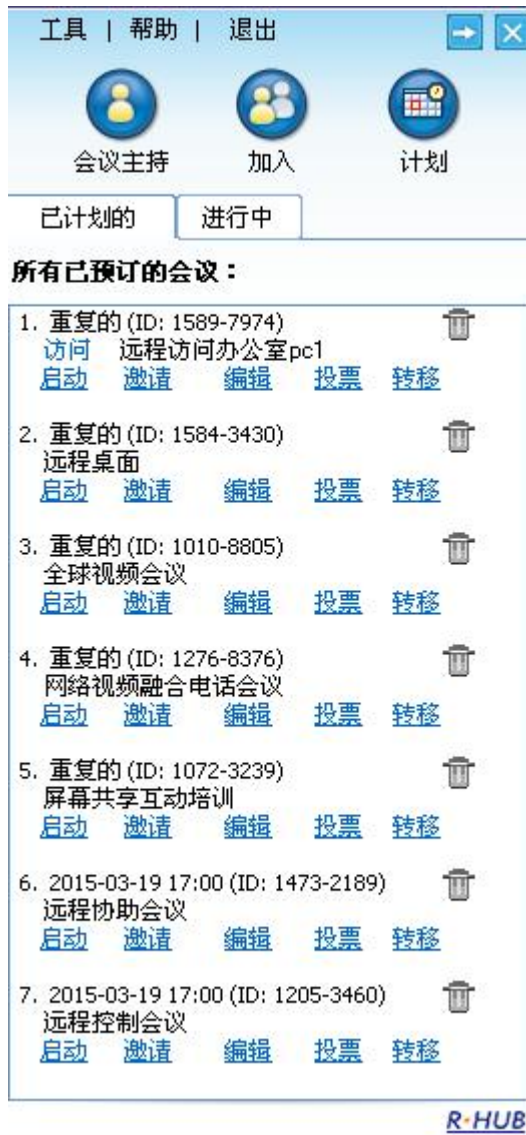 工具 | 帮助 | 退出
会议主持 加入 计划
已计划的 进行中
所有已预订的会议：
1. 重复的 (ID: 1589-7974)
访问 远程访问办公室pc1
启动 邀请 编辑 投票 转移
2. 重复的 (ID: 1584-3430)
远程桌面
启动 邀请 编辑 投票 转移
3. 重复的 (ID: 1010-8805)
全球视频会议
启动 邀请 编辑 投票 转移
4. 重复的 (ID: 1276-8376)
网络视频融合电话会议
启动 邀请 编辑 投票 转移
5. 重复的 (ID: 1072-3239)
屏幕共享互动培训
启动 邀请 编辑 投票 转移
6. 2015-03-19 17:00 (ID: 1473-2189)
远程协助会议
启动 邀请 编辑 投票 转移
7. 2015-03-19 17:00 (ID: 1205-3460)
远程控制会议
启动 邀请 编辑 投票 转移
R·HUB